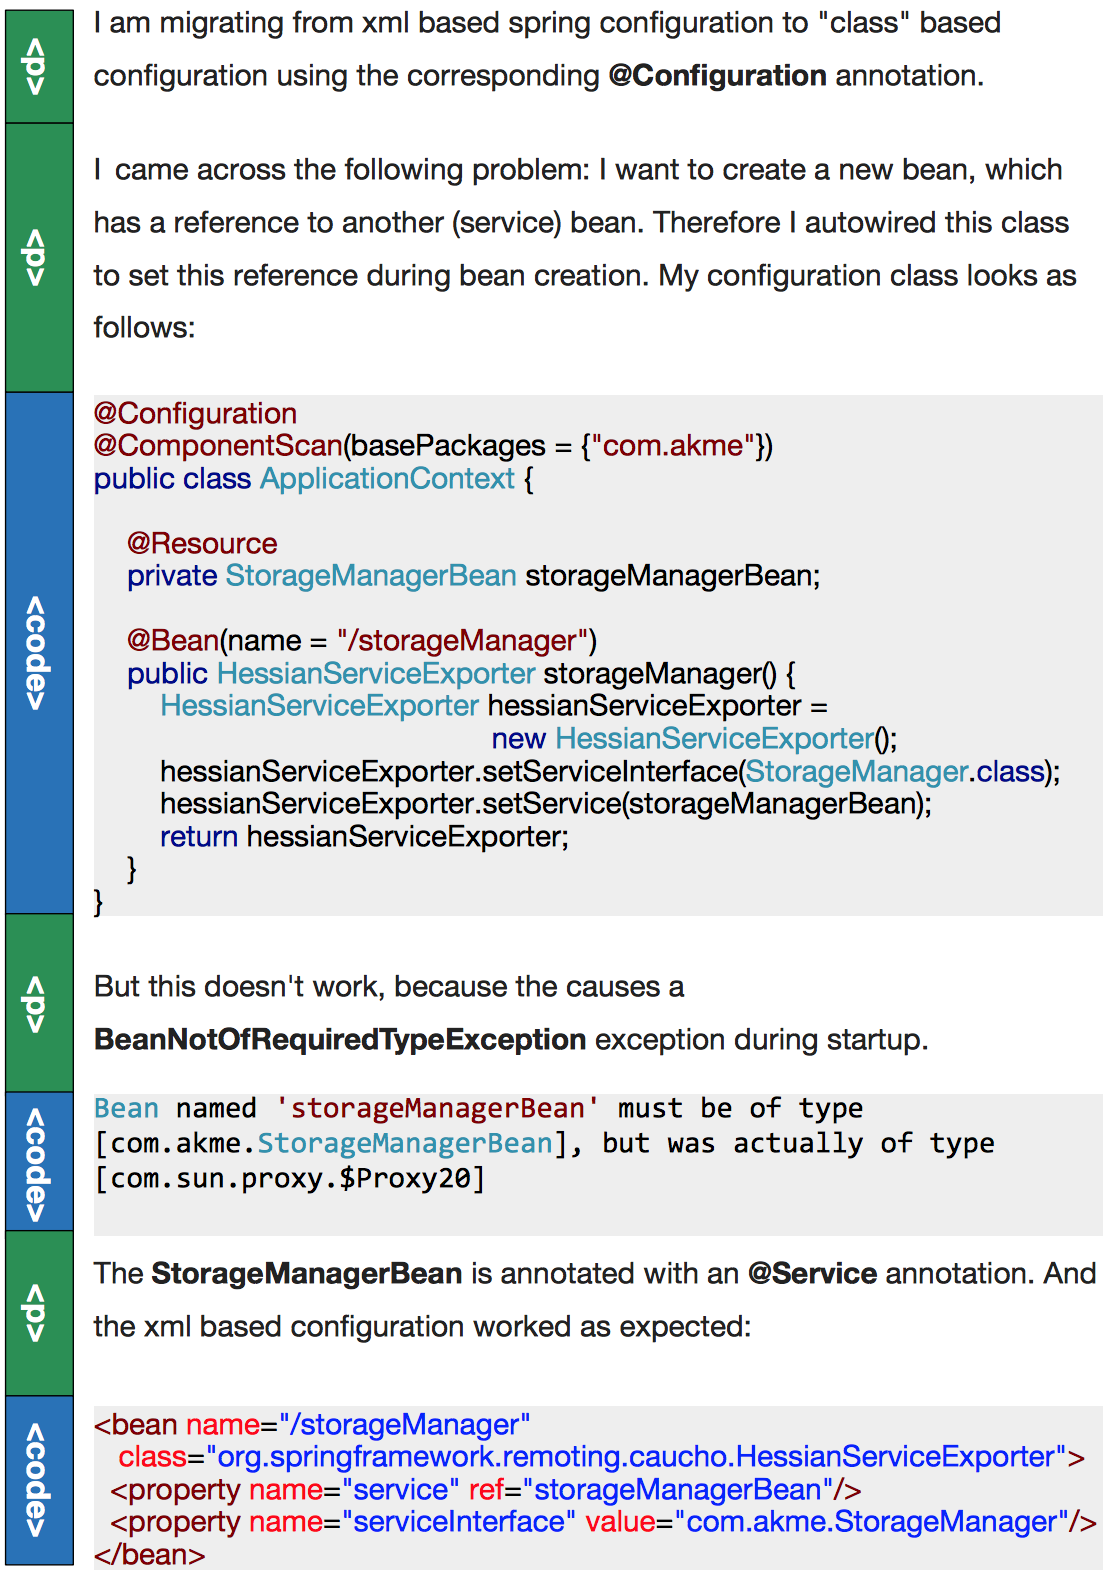 <p>
I am migrating from xml based spring configuration to "class" based
configuration using the corresponding @Configuration annotation.
<p>
I came across the following problem: I want to create a new bean, which
has a reference to another (service) bean. Therefore I autowired this class
to set this reference during bean creation. My configuration class looks as
follows:
<code>
@Configuration
@ComponentScan(basePackages = {"com.akme"})
public class ApplicationContext {
@Resource
private StorageManagerBean storageManagerBean;
@Bean(name = "/storageManager")
public HessianServiceExporter storageManager() {
HessianServiceExporter hessianServiceExporter =
new HessianServiceExporter();
hessianServiceExporter.setServiceInterface(StorageManager.class);
hessianServiceExporter.setService(storageManagerBean);
return hessianServiceExporter;
}
}
<p>
But this doesn't work, because the causes a
BeanNotOfRequiredTypeException exception during startup.
<code>
Bean named 'storageManagerBean' must be of type
[com.akme.StorageManagerBean], but was actually of type
[com.sun.proxy.$Proxy20]
<p>
The StorageManagerBean is annotated with an @Service annotation. And
the xml based configuration worked as expected:
<code>
<bean name="/storageManager"
class="org.springframework.remoting.caucho.HessianServiceExporter">
<property name="service" ref="storageManagerBean"/>
<property name="serviceInterface" value="com.akme.StorageManager"/>
</bean>